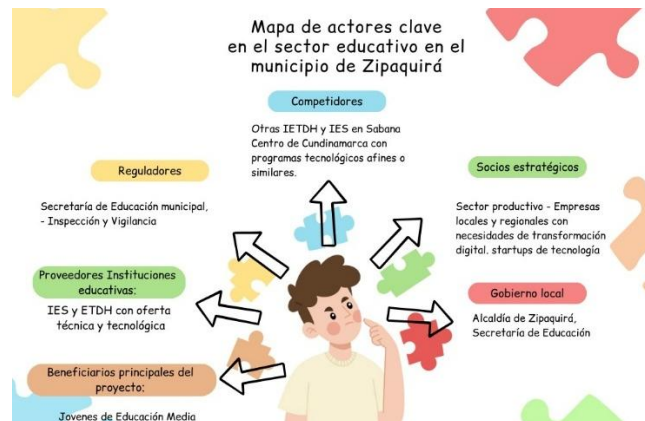 Mapa de actores clave
en el sector educativo en el
municipio de Zipaquirá
Competidores
Otras IETDH y IES en Sabana
Centro de Cundinamarca con
programas tecnológicos afines o
similares.
Reguladores
Secretaría de Educación municipal,
- Inspección y Vigilancia
Socios estratégicos
Sector productivo - Empresas
locales y regionales con
necesidades de transformación
digital. startups de tecnología
Proveedores Instituciones
educativas:
IES y ETDH con oferta
técnica y tecnológica
Gobierno local
Alcaldía de Zipaquirá,
Secretaría de Educación
Beneficiarios principales del
proyecto:
Jovenes de Educación Media